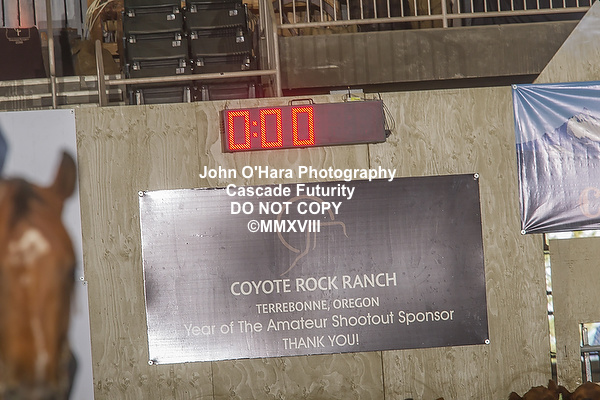 0:00
John O'Hara Photography
Cascade Futurity
DO NOT COPY
©MMXVIII
COYOTE ROCK RANCH
TERREBONNE, OREGON
Year of The Amateur Shootout Sponsor
THANK YOU!